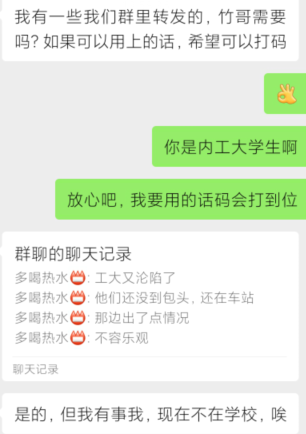 我有一些我们群里转发的，竹哥需要
吗？如果可以用上的话，希望可以打码
👌
你是内工大学生啊
放心吧，我要用的话码会打到位
群聊的聊天记录
多喝热水📛: 工大又沦陷了
多喝热水📛: 他们还没到包头，还在车站
多喝热水📛: 那边出了点情况
多喝热水📛: 不容乐观
聊天记录
是的，但我有事我，现在不在学校，唉